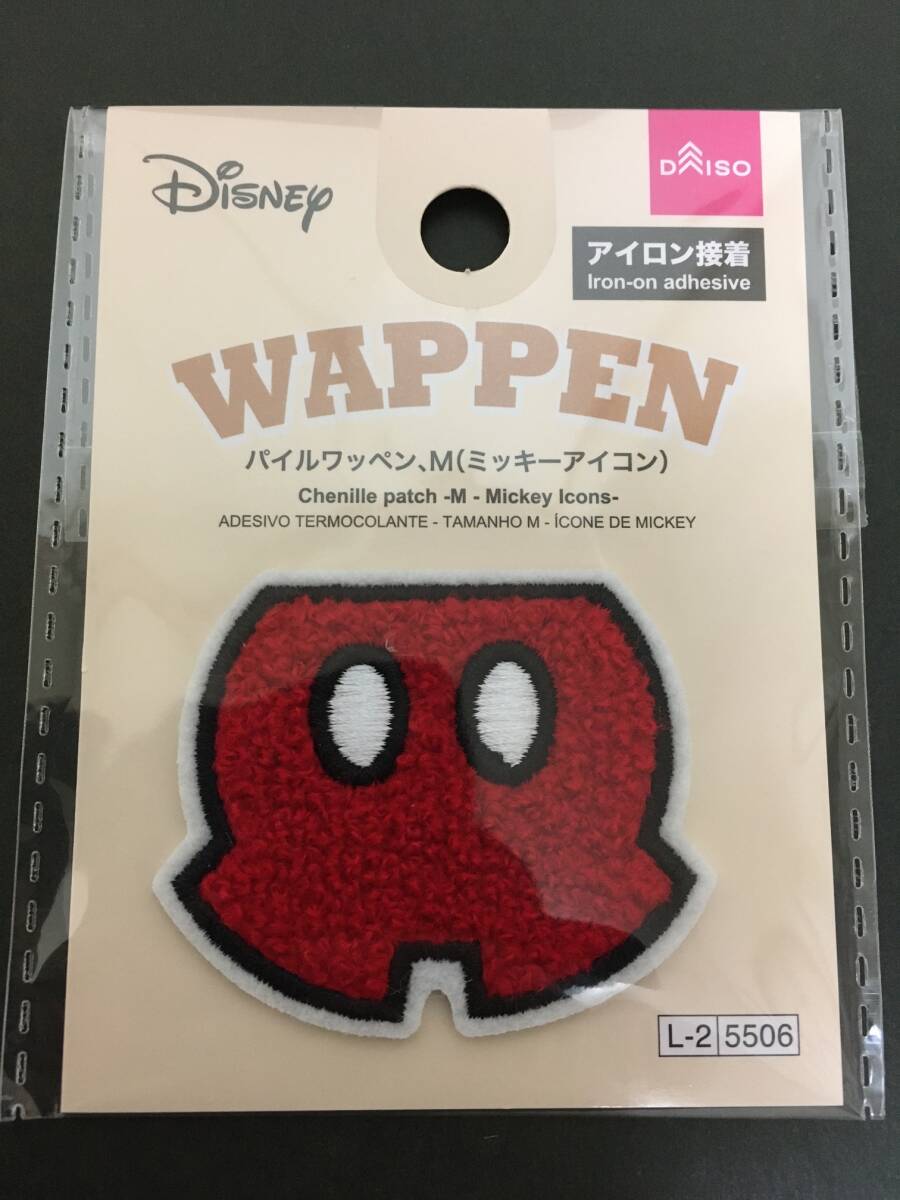 Disney
DAISO
アイロン接着
Iron-on adhesive
WAPPEN
パイルワッペン、M(ミッキーアイコン)
Chenille patch -M - Mickey Icons-
ADESIVO TERMOCOLANTE - TAMANHO M - ÍCONE DE MICKEY
L-2 5506